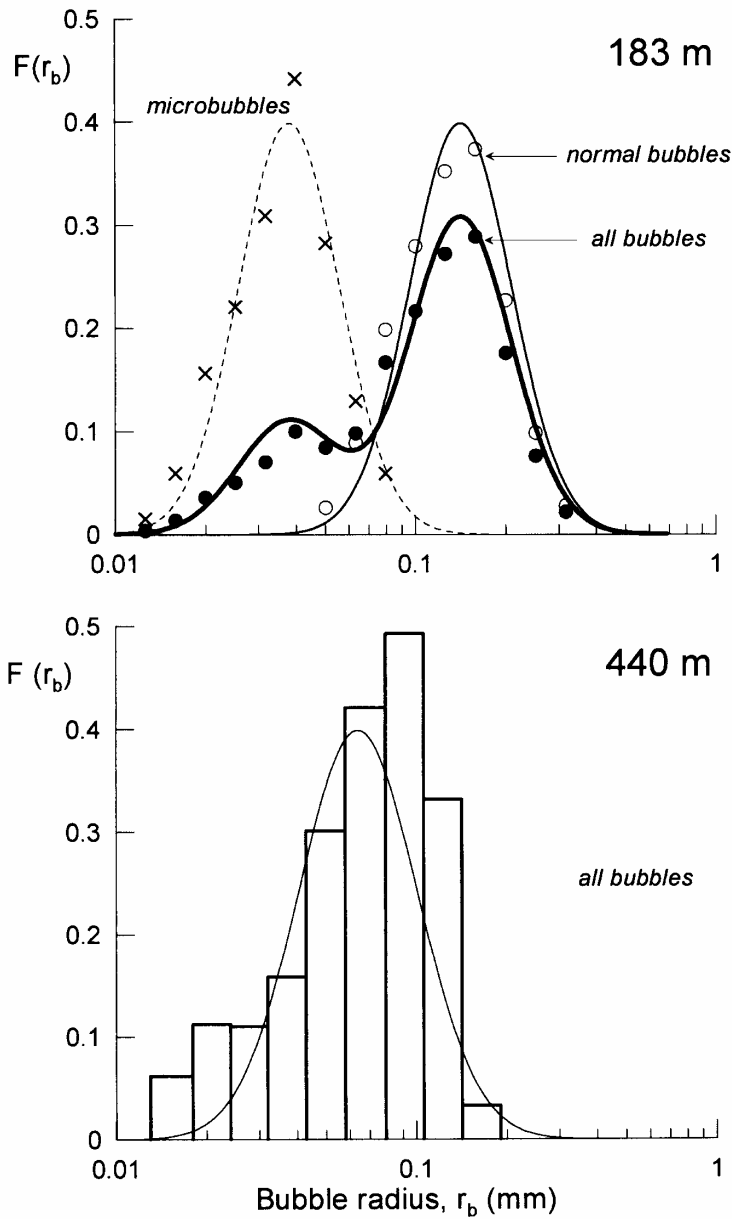 183 m
F(r_b)
0.5
microbubbles
0.4
normal bubbles
0.3
all bubbles
0.2
0.1
0
0.01 0.1 1
440 m
F (r_b)
0.5
0.4
0.3
all bubbles
0.2
0.1
0
0.01 0.1 1
Bubble radius, r_b (mm)